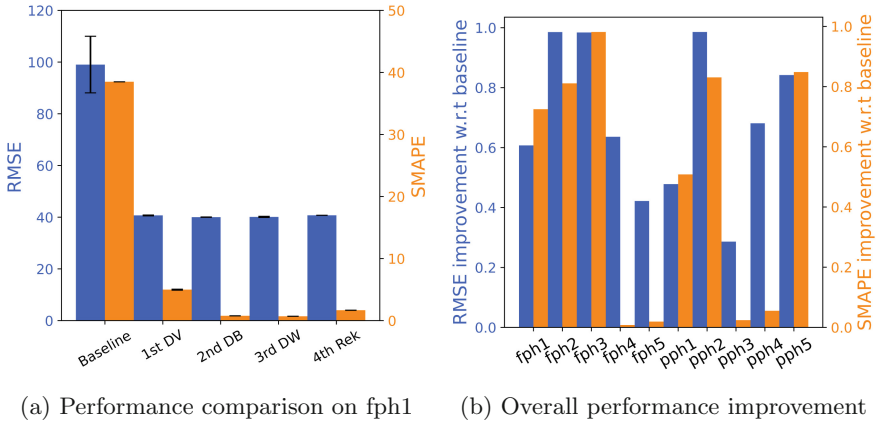 120
100
80
60
40
20
0
RMSE
50
40
30
20
10
0
SMAPE
Baseline
1st DV
2nd DB
3rd DW
4th Rek
(a) Performance comparison on fph1
1.0
0.8
0.6
0.4
0.2
0.0
RMSE improvement w.r.t baseline
1.0
0.8
0.6
0.4
0.2
0.0
SMAPE improvement w.r.t baseline
fph1
fph2
fph3
fph4
fph5
pph1
pph2
pph3
pph4
pph5
(b) Overall performance improvement